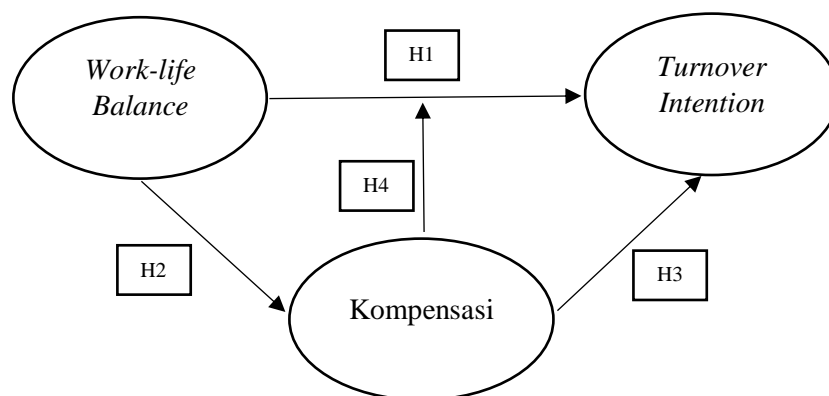 H1
Work-life
Balance
Turnover
Intention
H4
H2
H3
Kompensasi